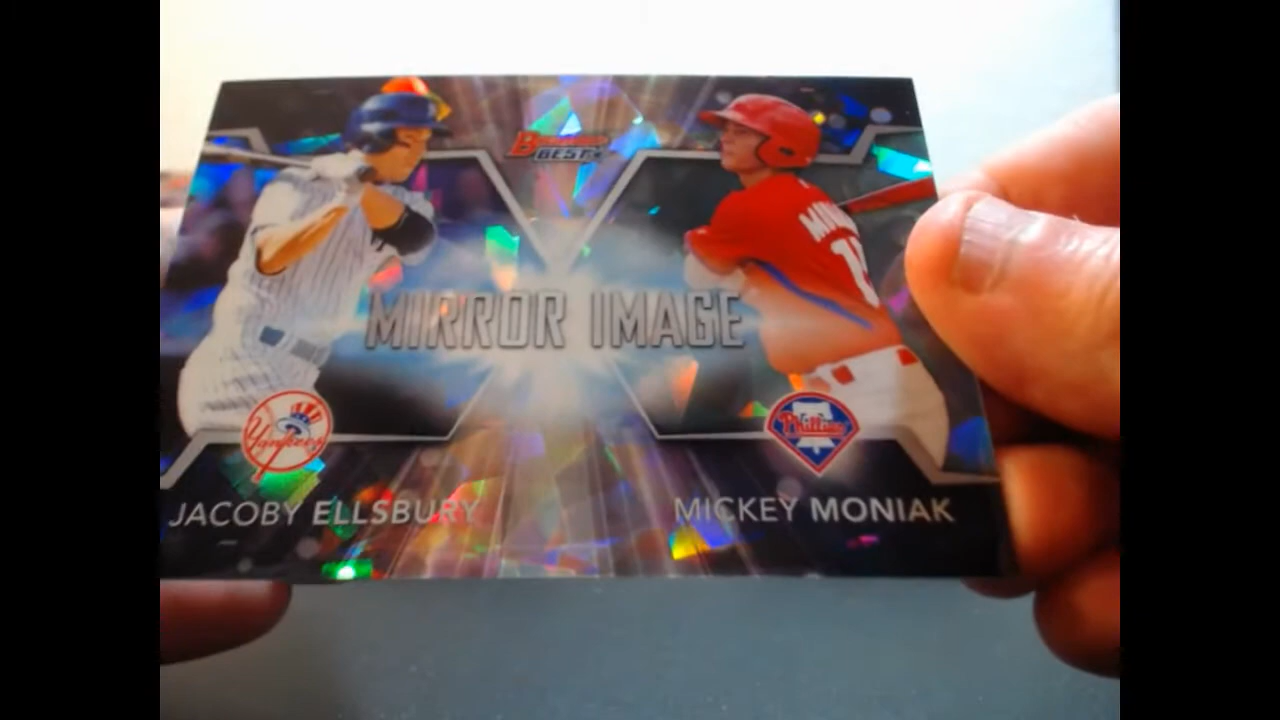 BOWMAN'S
BEST
MIRROR IMAGE
Yankees
Phillies
JACOBY ELLSBURY
MICKEY MONIAK